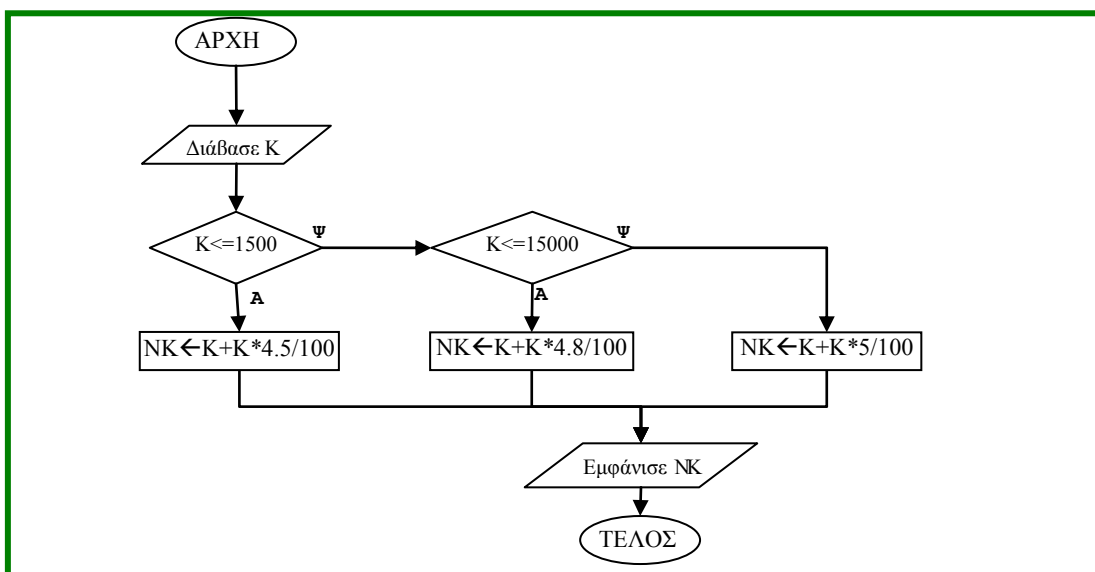 ΑΡΧΗ
Διάβασε Κ
Κ<=1500
Ψ
Κ<=15000
Ψ
Α
Α
ΝΚ←Κ+Κ*4.5/100
ΝΚ←Κ+Κ*4.8/100
ΝΚ←Κ+Κ*5/100
Εμφάνισε ΝΚ
ΤΕΛΟΣ